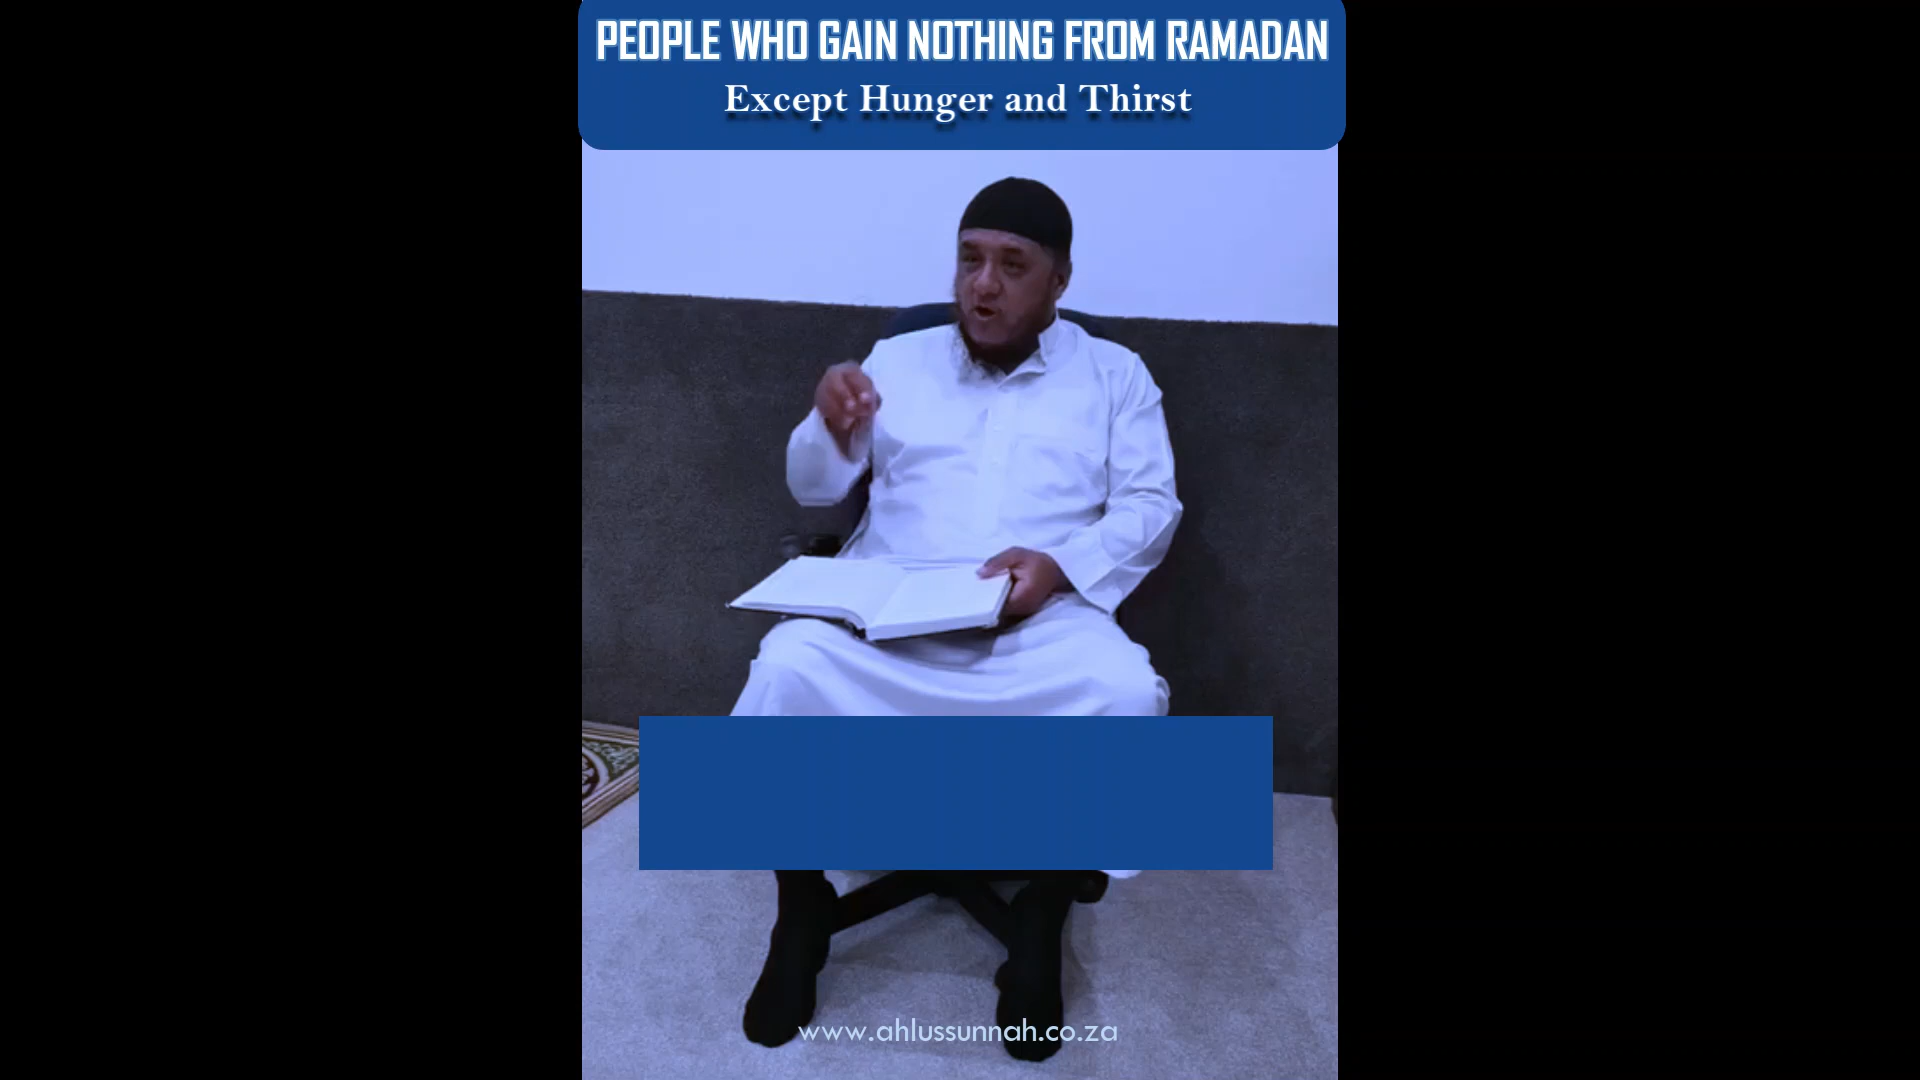 PEOPLE WHO GAIN NOTHING FROM RAMADAN
Except Hunger and Thirst
www.ahlussunnah.co.za